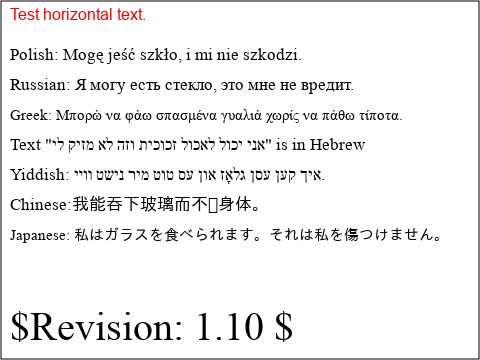 Test horizontal text.
Polish: Mogę jeść szkło, i mi nie szkodzi.
Russian: Я могу есть стекло, это мне не вредит.
Greek: Μπορώ να φάω σπασμένα γυαλιά χωρίς να πάθω τίποτα.
Text "אני יכול לאכול זכוכית וזה לא מזיק לי" is in Hebrew
Yiddish: איך קען עסן גלאָז און עס טוט מיר נישט וויי.
Chinese:我能吞下玻璃而不▯身体。
Japanese: 私はガラスを食べられます。それは私を傷つけません。
$Revision: 1.10 $